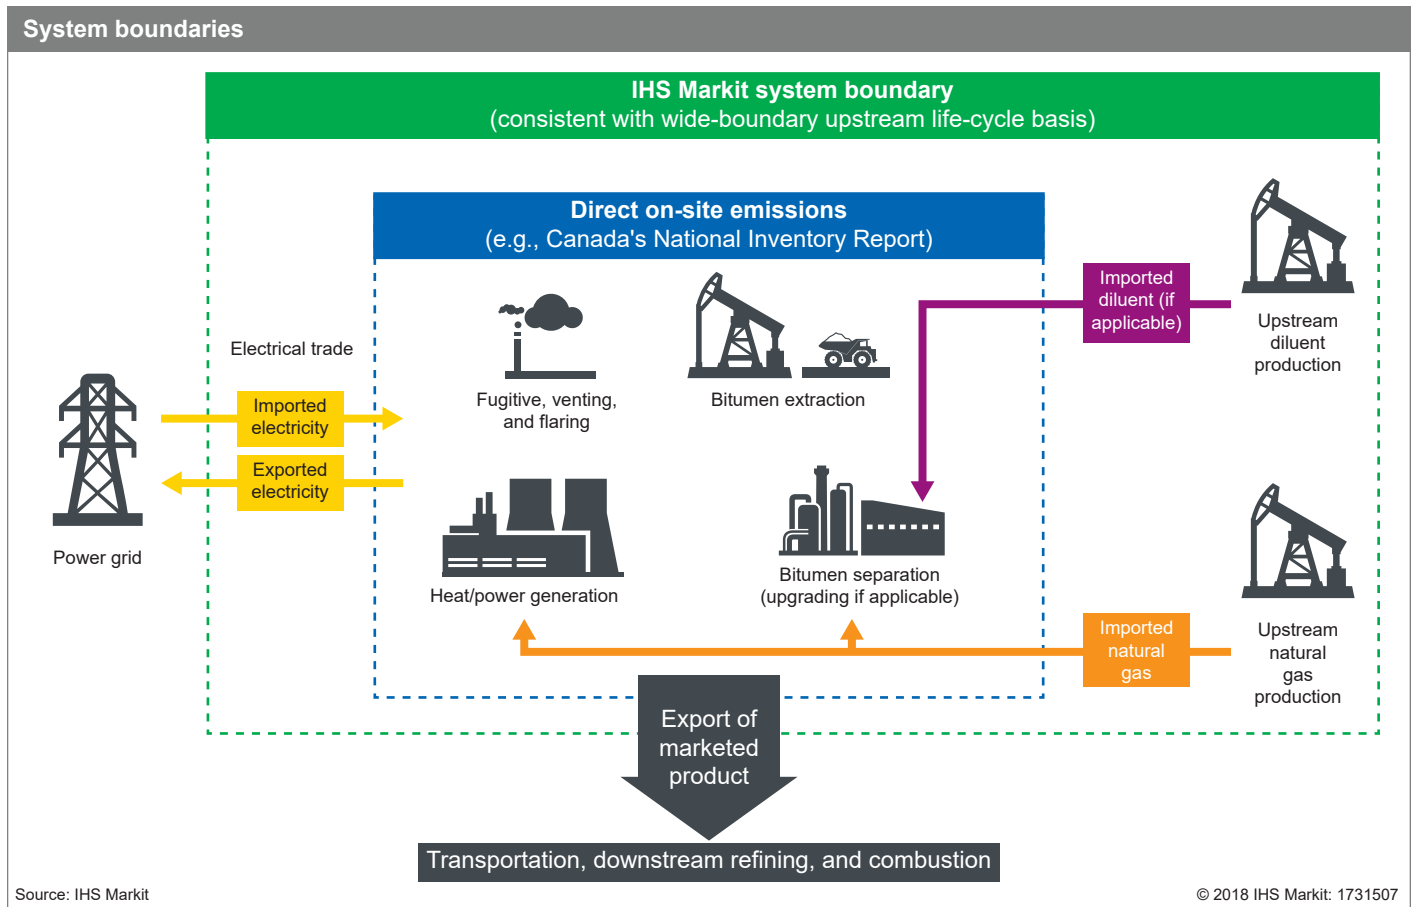 System boundaries
IHS Markit system boundary
(consistent with wide-boundary upstream life-cycle basis)
Direct on-site emissions
(e.g., Canada's National Inventory Report)
Imported
diluent (if
applicable)
Upstream
diluent
production
Electrical trade
Imported
electricity
Exported
electricity
Power grid
Fugitive, venting,
and flaring
Bitumen extraction
Heat/power generation
Bitumen separation
(upgrading if applicable)
Imported
natural
gas
Upstream
natural
gas
production
Export of
marketed
product
Transportation, downstream refining, and combustion
Source: IHS Markit
© 2018 IHS Markit: 1731507